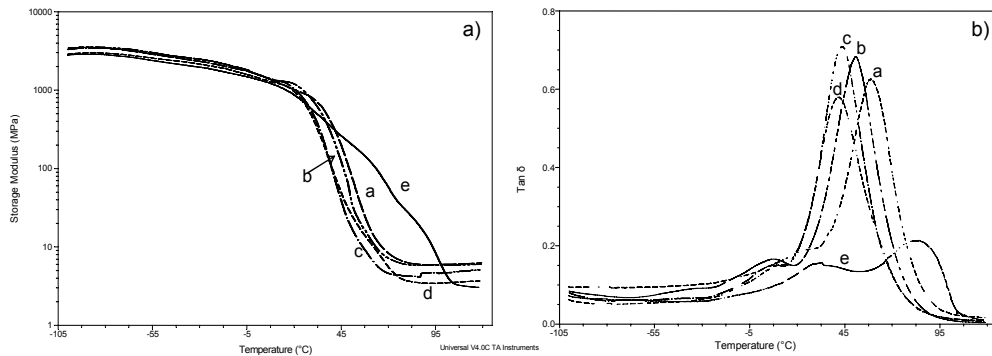 a)
10000
1000
100
10
1
Storage Modulus (MPa)
b
a
e
c
d
-105
-55
-5
45
95
Temperature (°C)
Universal V4.0C TA Instruments
b)
0.8
0.6
0.4
0.2
0.0
Tan δ
c
b
a
d
e
-105
-55
-5
45
95
Temperature (°C)